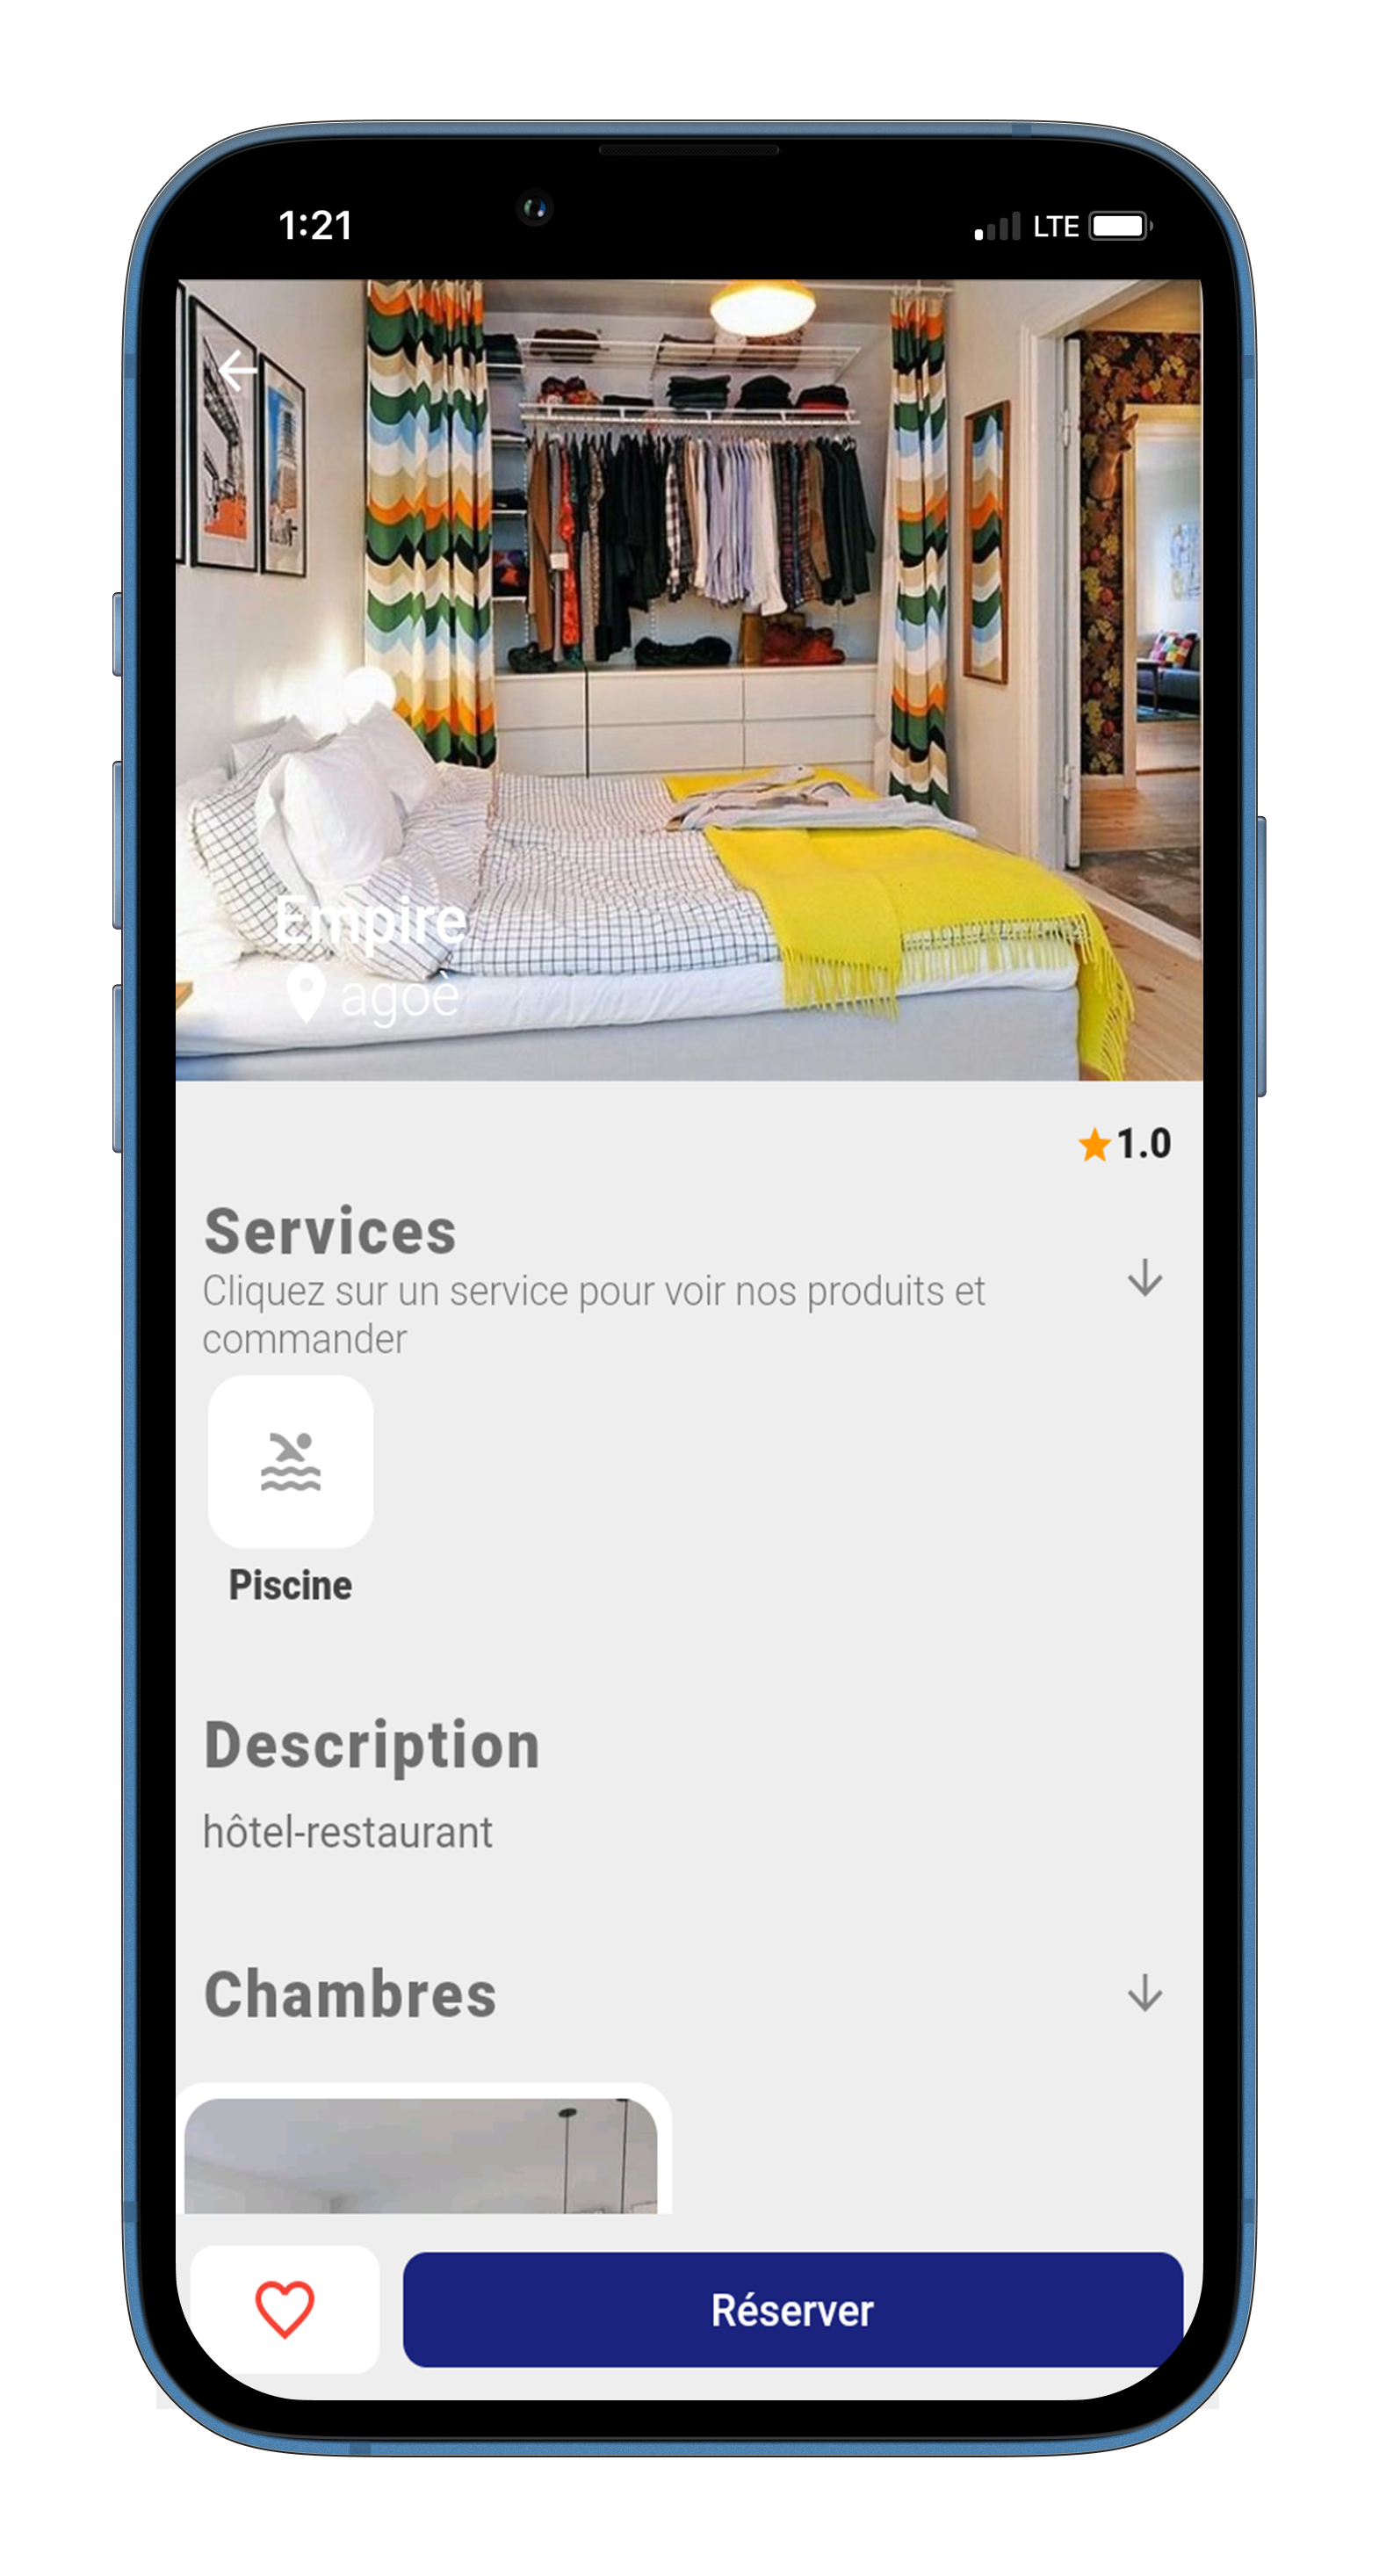 1:21
LTE
Empire
agoè
1.0
Services
Cliquez sur un service pour voir nos produits et
commander
Piscine
Description
hôtel-restaurant
Chambres
Réserver